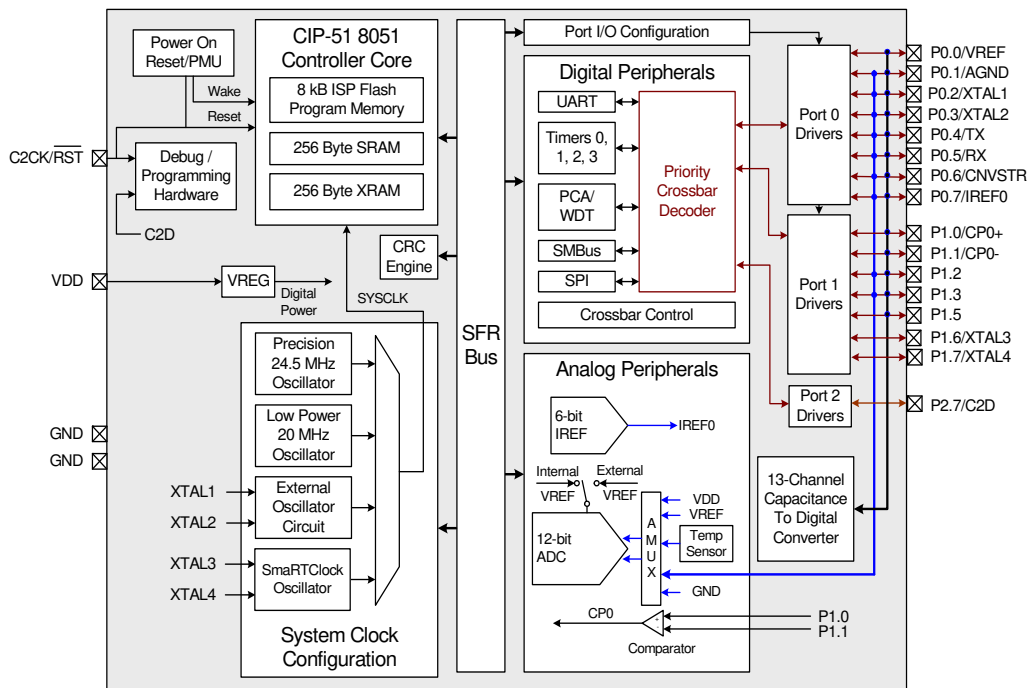 Power On
Reset/PMU
Wake
Reset
C2CK/RST
Debug /
Programming
Hardware
C2D
VDD
VREG
Digital
Power
GND
GND
CIP-51 8051
Controller Core
8 kB ISP Flash
Program Memory
256 Byte SRAM
256 Byte XRAM
CRC
Engine
SYSCLK
Precision
24.5 MHz
Oscillator
Low Power
20 MHz
Oscillator
XTAL1
XTAL2
External
Oscillator
Circuit
XTAL3
XTAL4
SmaRTClock
Oscillator
System Clock
Configuration
SFR
Bus
Port I/O Configuration
Digital Peripherals
UART
Timers 0,
1, 2, 3
PCA/
WDT
SMBus
SPI
Priority
Crossbar
Decoder
Crossbar Control
Analog Peripherals
6-bit
IREF
IREF0
Internal
VREF
External
VREF
12-bit
ADC
A
M
U
X
VDD
VREF
Temp
Sensor
GND
CP0
+
-
Comparator
P1.0
P1.1
Port 0
Drivers
Port 1
Drivers
Port 2
Drivers
13-Channel
Capacitance
To Digital
Converter
P0.0/VREF
P0.1/AGND
P0.2/XTAL1
P0.3/XTAL2
P0.4/TX
P0.5/RX
P0.6/CNVSTR
P0.7/IREF0
P1.0/CP0+
P1.1/CP0-
P1.2
P1.3
P1.5
P1.6/XTAL3
P1.7/XTAL4
P2.7/C2D